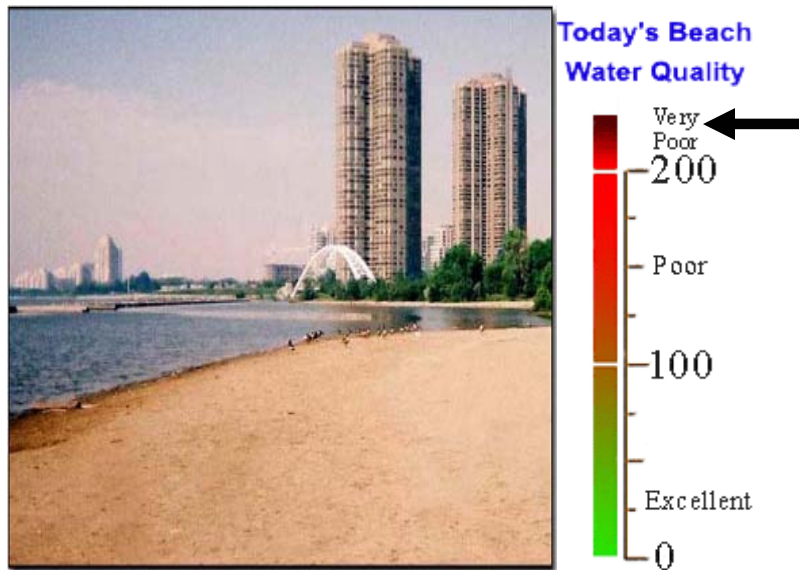 Today's Beach
Water Quality
Very
Poor
200
Poor
100
Excellent
0